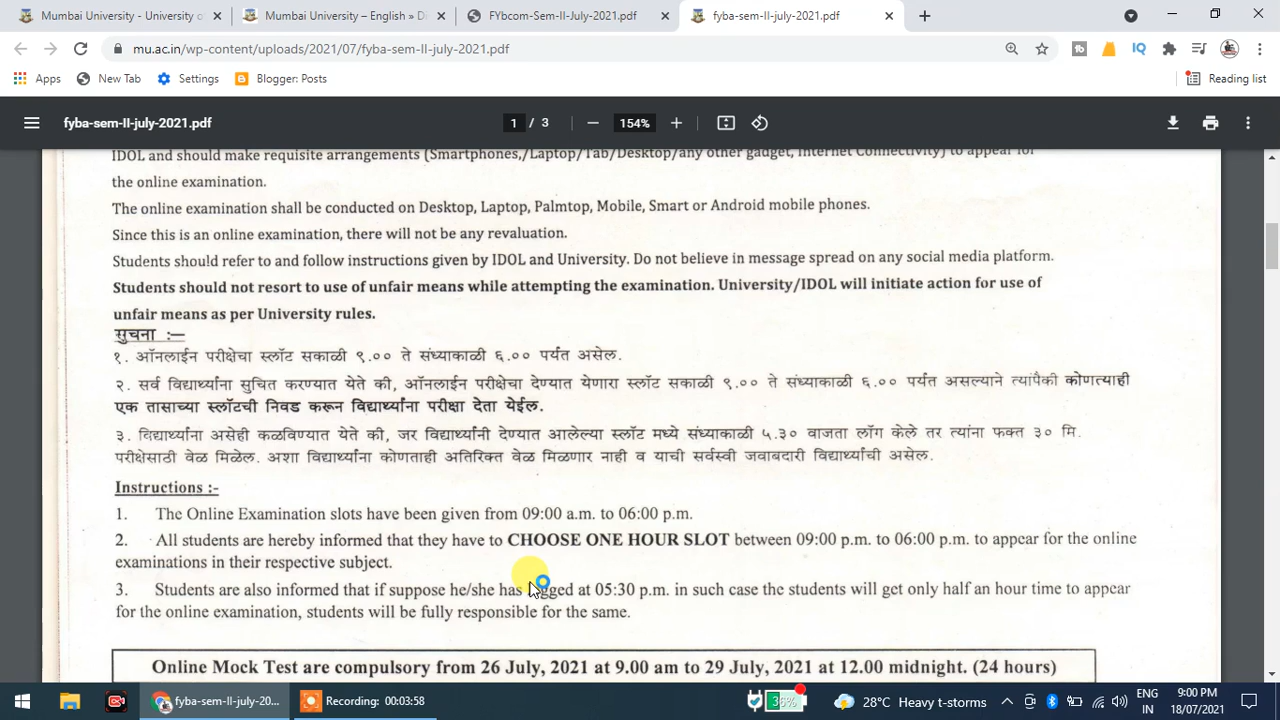 Mumbai University - University o
Mumbai University – English » Di
FYbcom-Sem-II-July-2021.pdf
fyba-sem-II-july-2021.pdf
mu.ac.in/wp-content/uploads/2021/07/fyba-sem-II-july-2021.pdf
Apps
New Tab
Settings
Blogger: Posts
Reading list
fyba-sem-II-july-2021.pdf
1 / 3
154%
IDOL and should make requisite arrangements (Smartphones,/Laptop/Tab/Desktop/any other gadget, Internet Connectivity) to appear for
the online examination.
The online examination shall be conducted on Desktop, Laptop, Palmtop, Mobile, Smart or Android mobile phones.
Since this is an online examination, there will not be any revaluation.
Students should refer to and follow instructions given by IDOL and University. Do not believe in message spread on any social media platform.
Students should not resort to use of unfair means while attempting the examination. University/IDOL will initiate action for use of
unfair means as per University rules.
सुचना :—
१. ऑनलाईन परीक्षेचा स्लॉट सकाळी ९.०० ते संध्याकाळी ६.०० पर्यंत असेल.
२. सर्व विद्यार्थ्यांना सुचित करण्यात येते की, ऑनलाईन परीक्षेचा देण्यात येणारा स्लॉट सकाळी ९.०० ते संध्याकाळी ६.०० पर्यंत असल्याने त्यांपैकी कोणत्याही
एक तासाच्या स्लॉटची निवड करून विद्यार्थ्यांना परीक्षा देता येईल.
३. विद्यार्थ्यांना असेही कळविण्यात येते की, जर विद्यार्थ्यांनी देण्यात आलेल्या स्लॉट मध्ये संध्याकाळी ५.३० वाजता लॉग केले तर त्यांना फक्त ३० मि.
परीक्षेसाठी वेळ मिळेल. अशा विद्यार्थ्यांना कोणताही अतिरिक्त वेळ मिळणार नाही व याची सर्वस्वी जवाबदारी विद्यार्थ्यांची असेल.
Instructions :-
1. The Online Examination slots have been given from 09:00 a.m. to 06:00 p.m.
2. All students are hereby informed that they have to CHOOSE ONE HOUR SLOT between 09:00 p.m. to 06:00 p.m. to appear for the online
examinations in their respective subject.
3. Students are also informed that if suppose he/she has logged at 05:30 p.m. in such case the students will get only half an hour time to appear
for the online examination, students will be fully responsible for the same.
Online Mock Test are compulsory from 26 July, 2021 at 9.00 am to 29 July, 2021 at 12.00 midnight. (24 hours)
fyba-sem-II-july-20...
Recording: 00:03:58
36%
28°C Heavy t-storms
ENG
IN
9:00 PM
18/07/2021